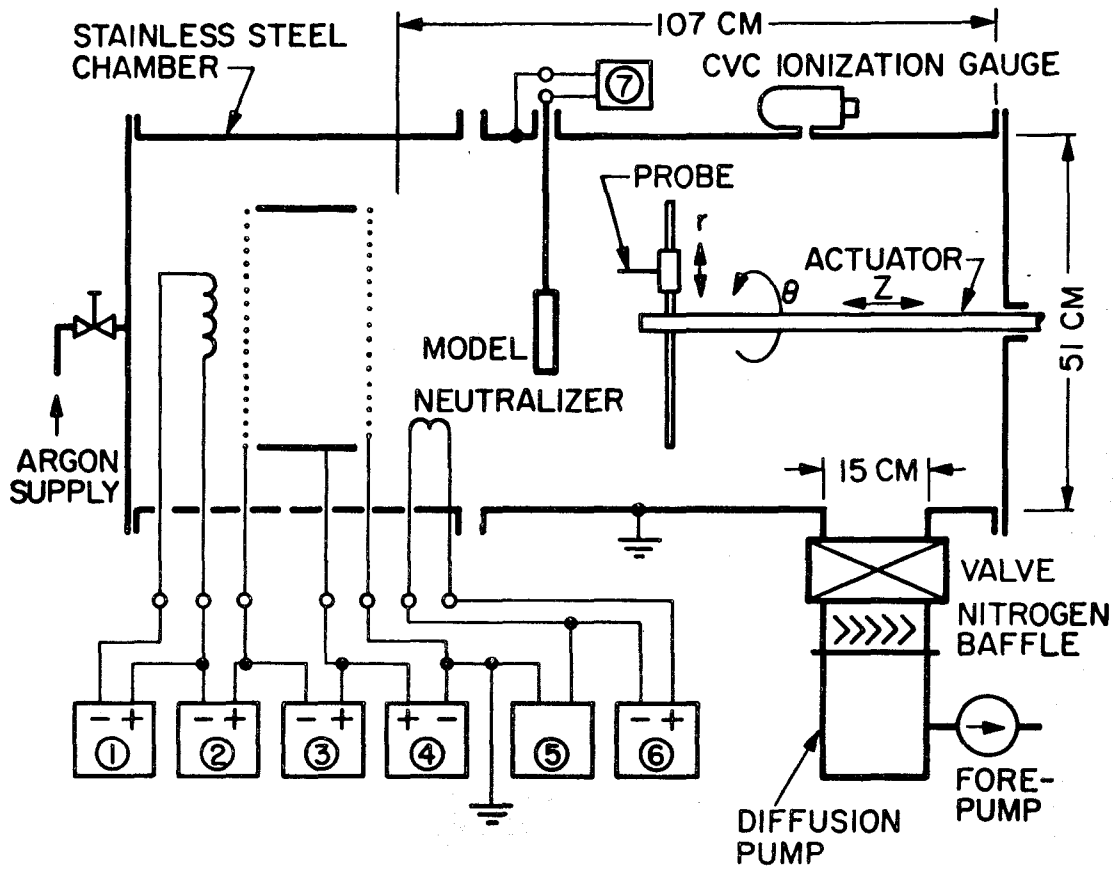 107 CM
STAINLESS STEEL
CHAMBER
CVC IONIZATION GAUGE
⑦
PROBE
r
ACTUATOR
θ
Z
51 CM
MODEL
NEUTRALIZER
ARGON
SUPPLY
15 CM
VALVE
NITROGEN
BAFFLE
- +
- +
- +
+ -
- +
①
②
③
④
⑤
⑥
FORE-
PUMP
DIFFUSION
PUMP